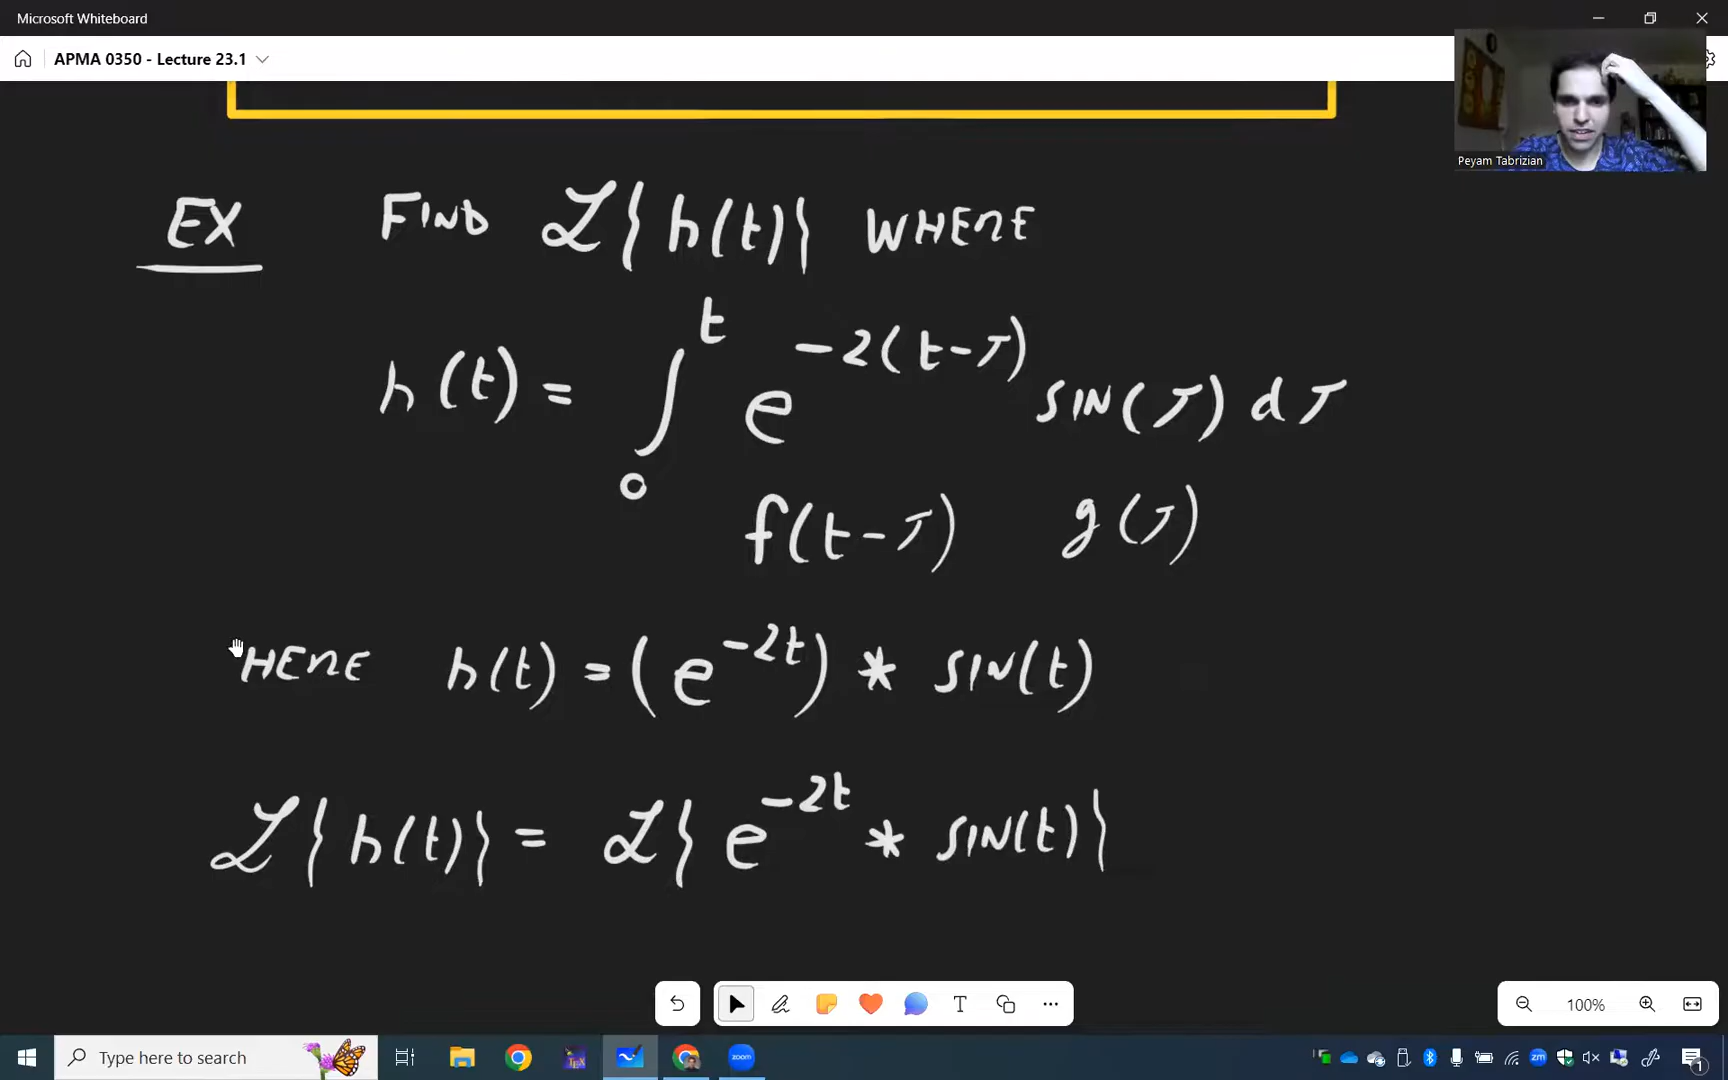 Microsoft Whiteboard
APMA 0350 - Lecture 23.1
Peyam Tabrizian
EX FIND ℒ{h(t)} WHERE
h(t) = ∫₀ᵗ e^{-2(t-τ)} SIN(τ) dτ
f(t-τ) g(τ)
HERE h(t) = (e^{-2t}) * SIN(t)
ℒ{h(t)} = ℒ{e^{-2t} * SIN(t)}
100%
Type here to search
zoom